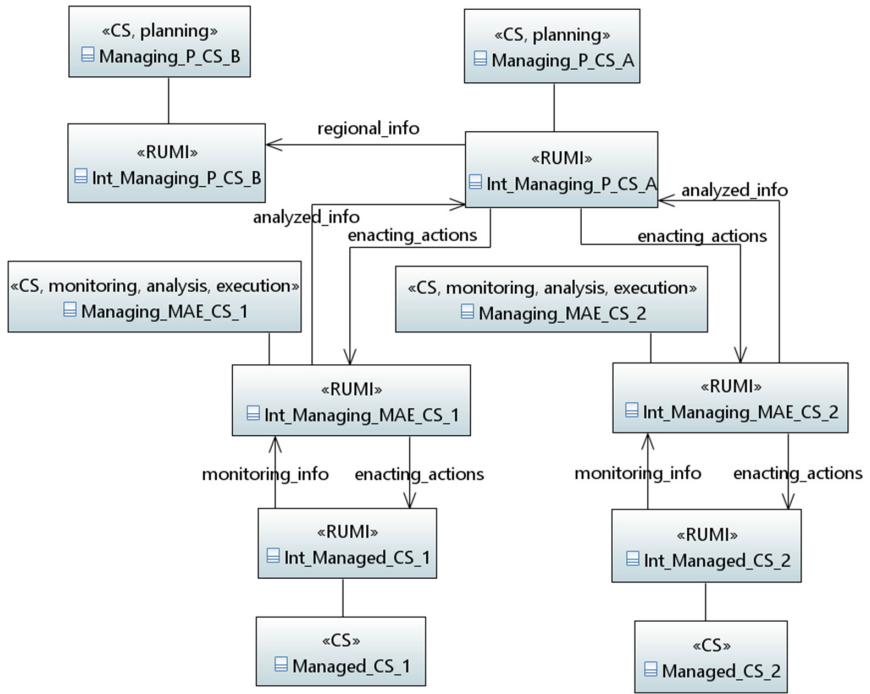 «CS, planning»
Managing_P_CS_B
«CS, planning»
Managing_P_CS_A
regional_info
«RUMI»
Int_Managing_P_CS_B
«RUMI»
Int_Managing_P_CS_A
analyzed_info
analyzed_info
enacting_actions
enacting_actions
«CS, monitoring, analysis, execution»
Managing_MAE_CS_1
«CS, monitoring, analysis, execution»
Managing_MAE_CS_2
«RUMI»
Int_Managing_MAE_CS_1
«RUMI»
Int_Managing_MAE_CS_2
monitoring_info
enacting_actions
monitoring_info
enacting_actions
«RUMI»
Int_Managed_CS_1
«RUMI»
Int_Managed_CS_2
«CS»
Managed_CS_1
«CS»
Managed_CS_2